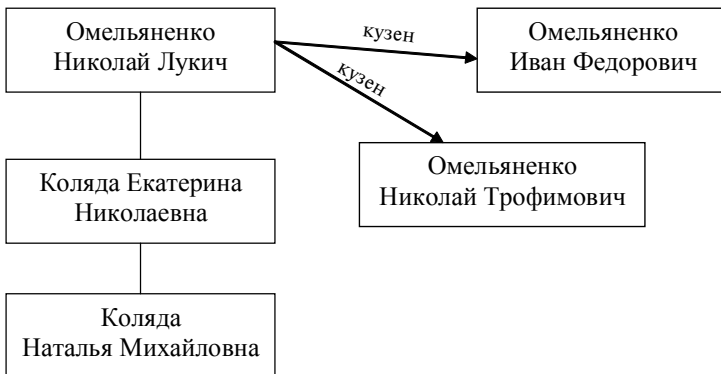 Омельяненко
Николай Лукич
кузен
Омельяненко
Иван Федорович
кузен
Омельяненко
Николай Трофимович
Коляда Екатерина
Николаевна
Коляда
Наталья Михайловна